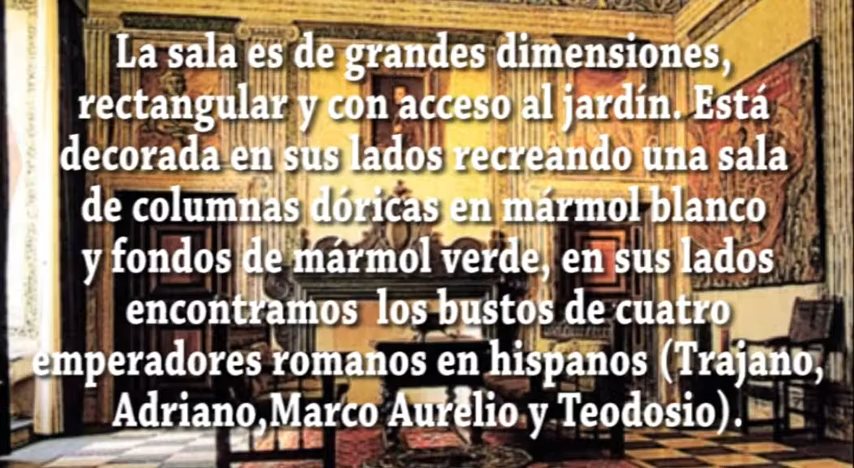 La sala es de grandes dimensiones,
rectangular y con acceso al jardín. Está
decorada en sus lados recreando una sala
de columnas dóricas en mármol blanco
y fondos de mármol verde, en sus lados
encontramos los bustos de cuatro
emperadores romanos en hispanos (Trajano,
Adriano,Marco Aurelio y Teodosio).